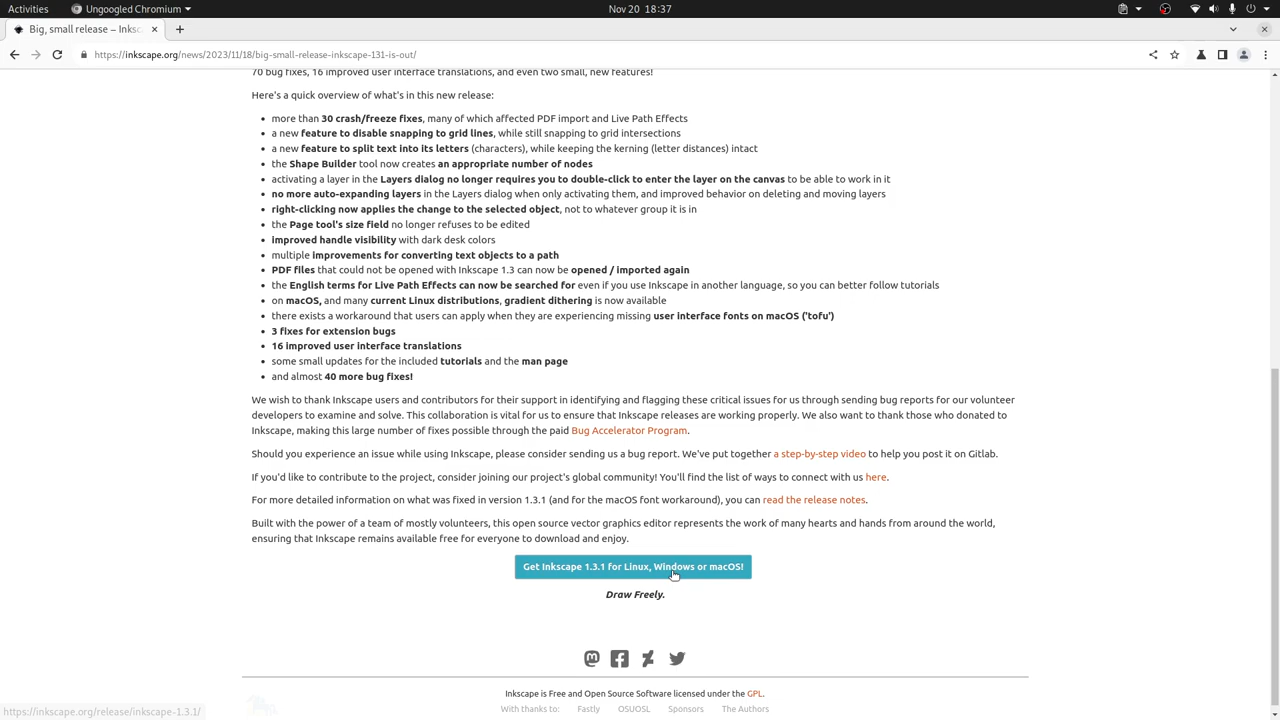 Activities
Ungoogled Chromium
Nov 20 18:37
Big, small release – Inksc
https://inkscape.org/news/2023/11/18/big-small-release-inkscape-131-is-out/
70 bug fixes, 16 improved user interface translations, and even two small, new features!
Here's a quick overview of what's in this new release:
more than 30 crash/freeze fixes, many of which affected PDF import and Live Path Effects
a new feature to disable snapping to grid lines, while still snapping to grid intersections
a new feature to split text into its letters (characters), while keeping the kerning (letter distances) intact
the Shape Builder tool now creates an appropriate number of nodes
activating a layer in the Layers dialog no longer requires you to double-click to enter the layer on the canvas to be able to work in it
no more auto-expanding layers in the Layers dialog when only activating them, and improved behavior on deleting and moving layers
right-clicking now applies the change to the selected object, not to whatever group it is in
the Page tool's size field no longer refuses to be edited
improved handle visibility with dark desk colors
multiple improvements for converting text objects to a path
PDF files that could not be opened with Inkscape 1.3 can now be opened / imported again
the English terms for Live Path Effects can now be searched for even if you use Inkscape in another language, so you can better follow tutorials
on macOS, and many current Linux distributions, gradient dithering is now available
there exists a workaround that users can apply when they are experiencing missing user interface fonts on macOS ('tofu')
3 fixes for extension bugs
16 improved user interface translations
some small updates for the included tutorials and the man page
and almost 40 more bug fixes!
We wish to thank Inkscape users and contributors for their support in identifying and flagging these critical issues for us through sending bug reports for our volunteer
developers to examine and solve. This collaboration is vital for us to ensure that Inkscape releases are working properly. We also want to thank those who donated to
Inkscape, making this large number of fixes possible through the paid Bug Accelerator Program.
Should you experience an issue while using Inkscape, please consider sending us a bug report. We've put together a step-by-step video to help you post it on Gitlab.
If you'd like to contribute to the project, consider joining our project's global community! You'll find the list of ways to connect with us here.
For more detailed information on what was fixed in version 1.3.1 (and for the macOS font workaround), you can read the release notes.
Built with the power of a team of mostly volunteers, this open source vector graphics editor represents the work of many hearts and hands from around the world,
ensuring that Inkscape remains available free for everyone to download and enjoy.
Get Inkscape 1.3.1 for Linux, Windows or macOS!
Draw Freely.
Inkscape is Free and Open Source Software licensed under the GPL.
With thanks to: Fastly OSUOSL Sponsors The Authors
https://inkscape.org/release/inkscape-1.3.1/